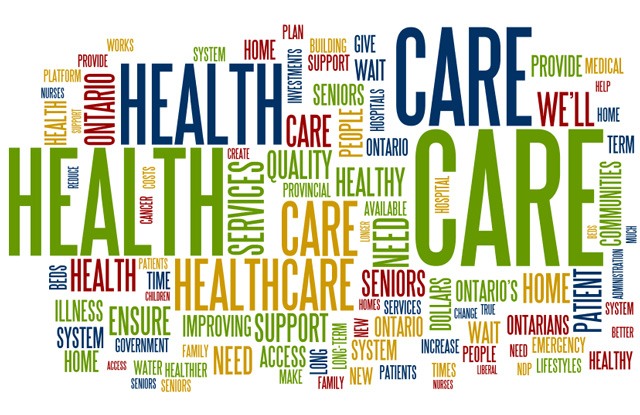 WORKS
PLAN
PROVIDE
SYSTEM
HOME
INVESTMENTS
BUILDING
GIVE
CARE
PLATFORM
SUPPORT
WAIT
PROVIDE
MEDICAL
NURSES
ONTARIO
HEALTH
SENIORS
HOSPITALS
WE'LL
HELP
HEALTH
SUPPORT
CARE
PEOPLE
HOME
ONTARIO
TERM
HEALTH
CREATE
QUALITY
CARE
REDUCE
COSTS
SERVICES
PROVINCIAL
HEALTHY
HOSPITAL
COMMUNITIES
CANCER
CARE
AVAILABLE
LONGER
NEED
BEDS
MUCH
BEDS
HEALTH
PATIENTS
TIME
CHILDREN
HEALTHCARE
SENIORS
HOMES
SERVICES
DOLLARS
ONTARIO'S
HOME
PATIENT
ADMINISTRATION
ILLNESS
ENSURE
IMPROVING
SUPPORT
NEW
ONTARIO
CHANGE
TRUE
ONTARIANS
SYSTEM
SYSTEM
GOVERNMENT
LONG-TERM
WAIT
BETTER
HOME
ACCESS
WATER
FAMILY
HEALTHIER
NEED
ACCESS
MAKE
LONG
SYSTEM
INCREASE
PEOPLE
NEED
EMERGENCY
HEALTHY
SENIORS
SENIORS
FAMILY
NEW
PATIENTS
TIMES
NURSES
LIBERAL
NDP
LIFESTYLES